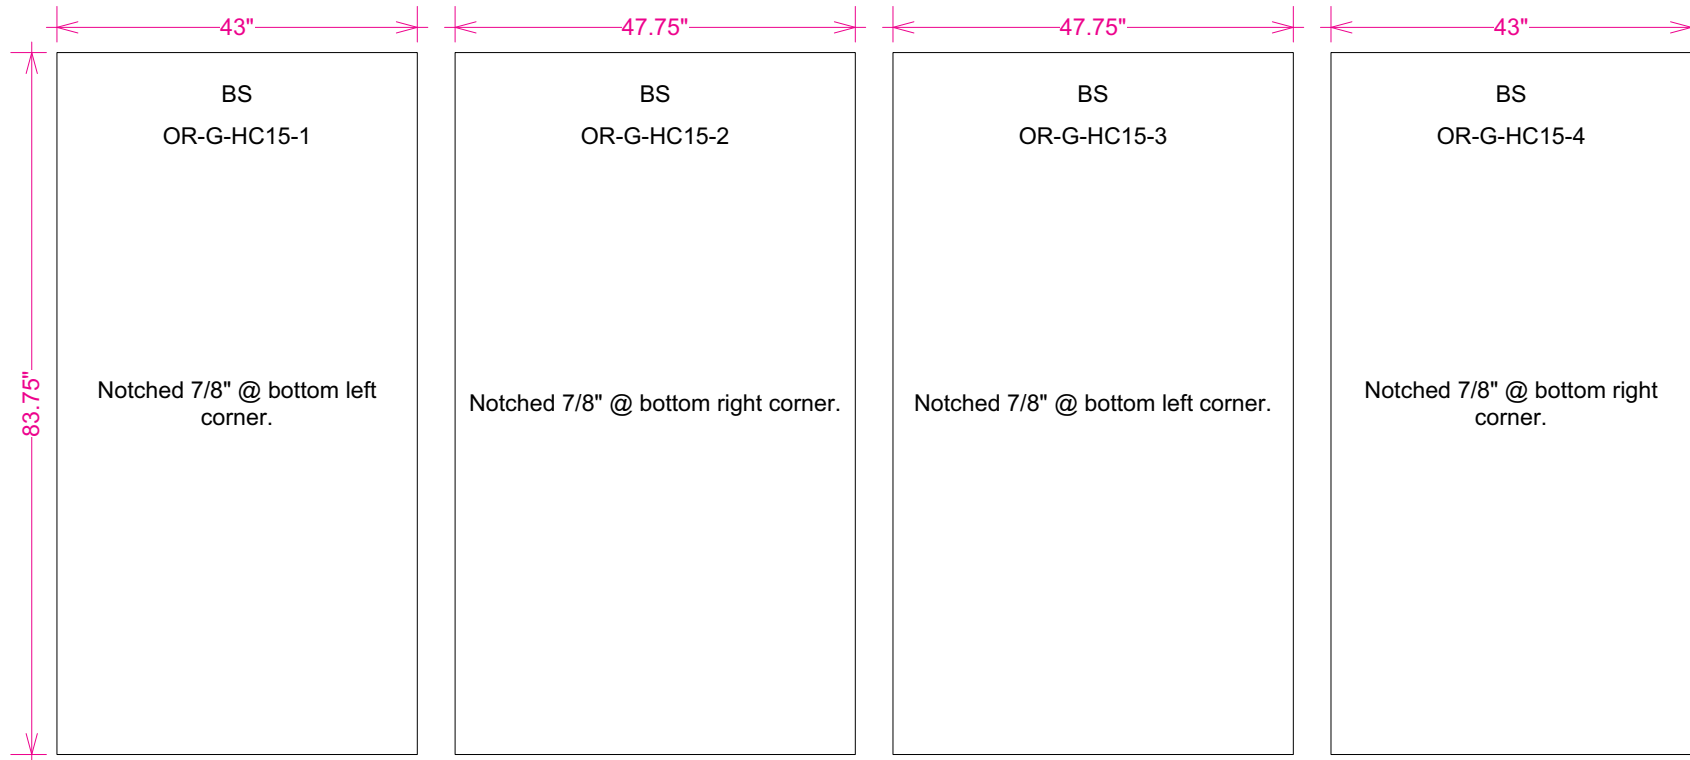 43"
47.75"
47.75"
43"
83.75"
BS
OR-G-HC15-1
Notched 7/8" @ bottom left
corner.
BS
OR-G-HC15-2
Notched 7/8" @ bottom right corner.
BS
OR-G-HC15-3
Notched 7/8" @ bottom left corner.
BS
OR-G-HC15-4
Notched 7/8" @ bottom right
corner.